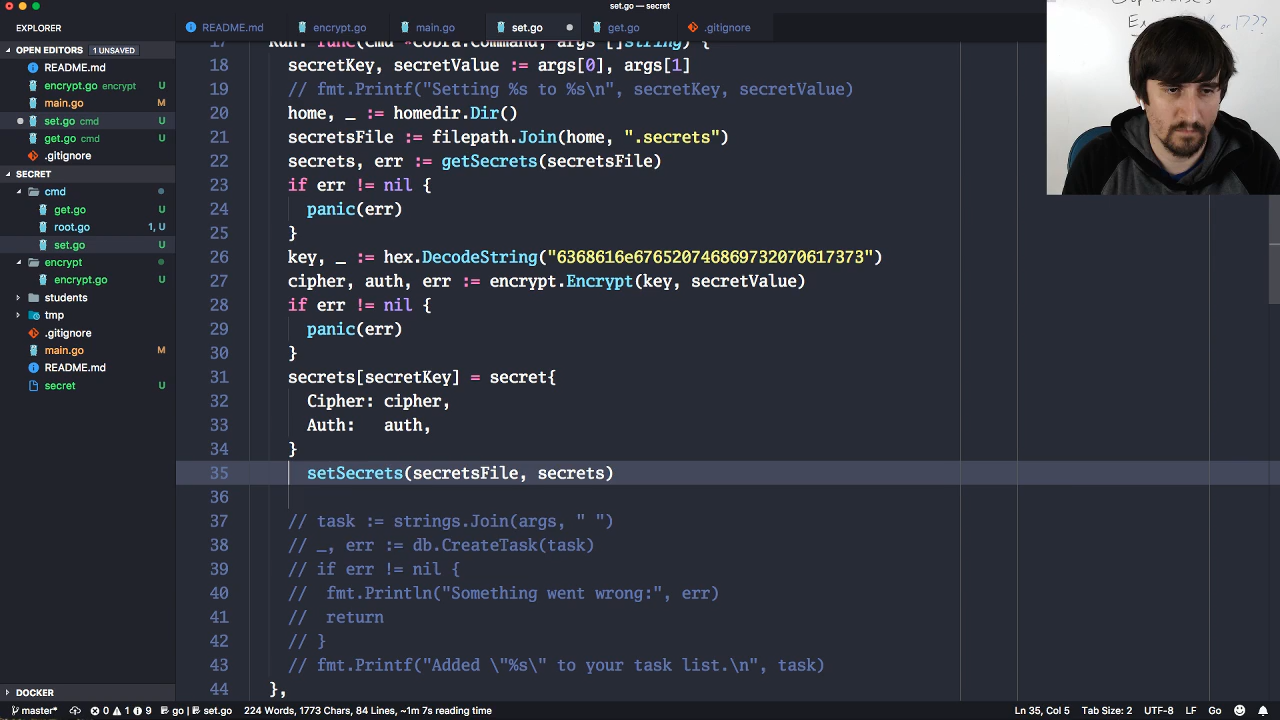 set.go — secret
EXPLORER
README.md
encrypt.go
main.go
set.go
get.go
.gitignore
OPEN EDITORS 1 UNSAVED
README.md
encrypt.go encrypt
main.go M
set.go cmd U
get.go cmd U
.gitignore
SECRET
cmd
get.go U
root.go 1, U
set.go U
encrypt
encrypt.go U
students
tmp
.gitignore
main.go M
README.md
secret U
DOCKER
17 Run: func(cmd *cobra.Command, args []string) {
18 secretKey, secretValue := args[0], args[1]
19 // fmt.Printf("Setting %s to %s\n", secretKey, secretValue)
20 home, _ := homedir.Dir()
21 secretsFile := filepath.Join(home, ".secrets")
22 secrets, err := getSecrets(secretsFile)
23 if err != nil {
24 panic(err)
25 }
26 key, _ := hex.DecodeString("6368616e676520746869732070617373")
27 cipher, auth, err := encrypt.Encrypt(key, secretValue)
28 if err != nil {
29 panic(err)
30 }
31 secrets[secretKey] = secret{
32 Cipher: cipher,
33 Auth: auth,
34 }
35 setSecrets(secretsFile, secrets)
36
37 // task := strings.Join(args, " ")
38 // _, err := db.CreateTask(task)
39 // if err != nil {
40 // fmt.Println("Something went wrong:", err)
41 // return
42 // }
43 // fmt.Printf("Added \"%s\" to your task list.\n", task)
44 },
master* 0 1 9 go | set.go 224 Words, 1773 Chars, 84 Lines, ~1m 7s reading time Ln 35, Col 5 Tab Size: 2 UTF-8 LF Go